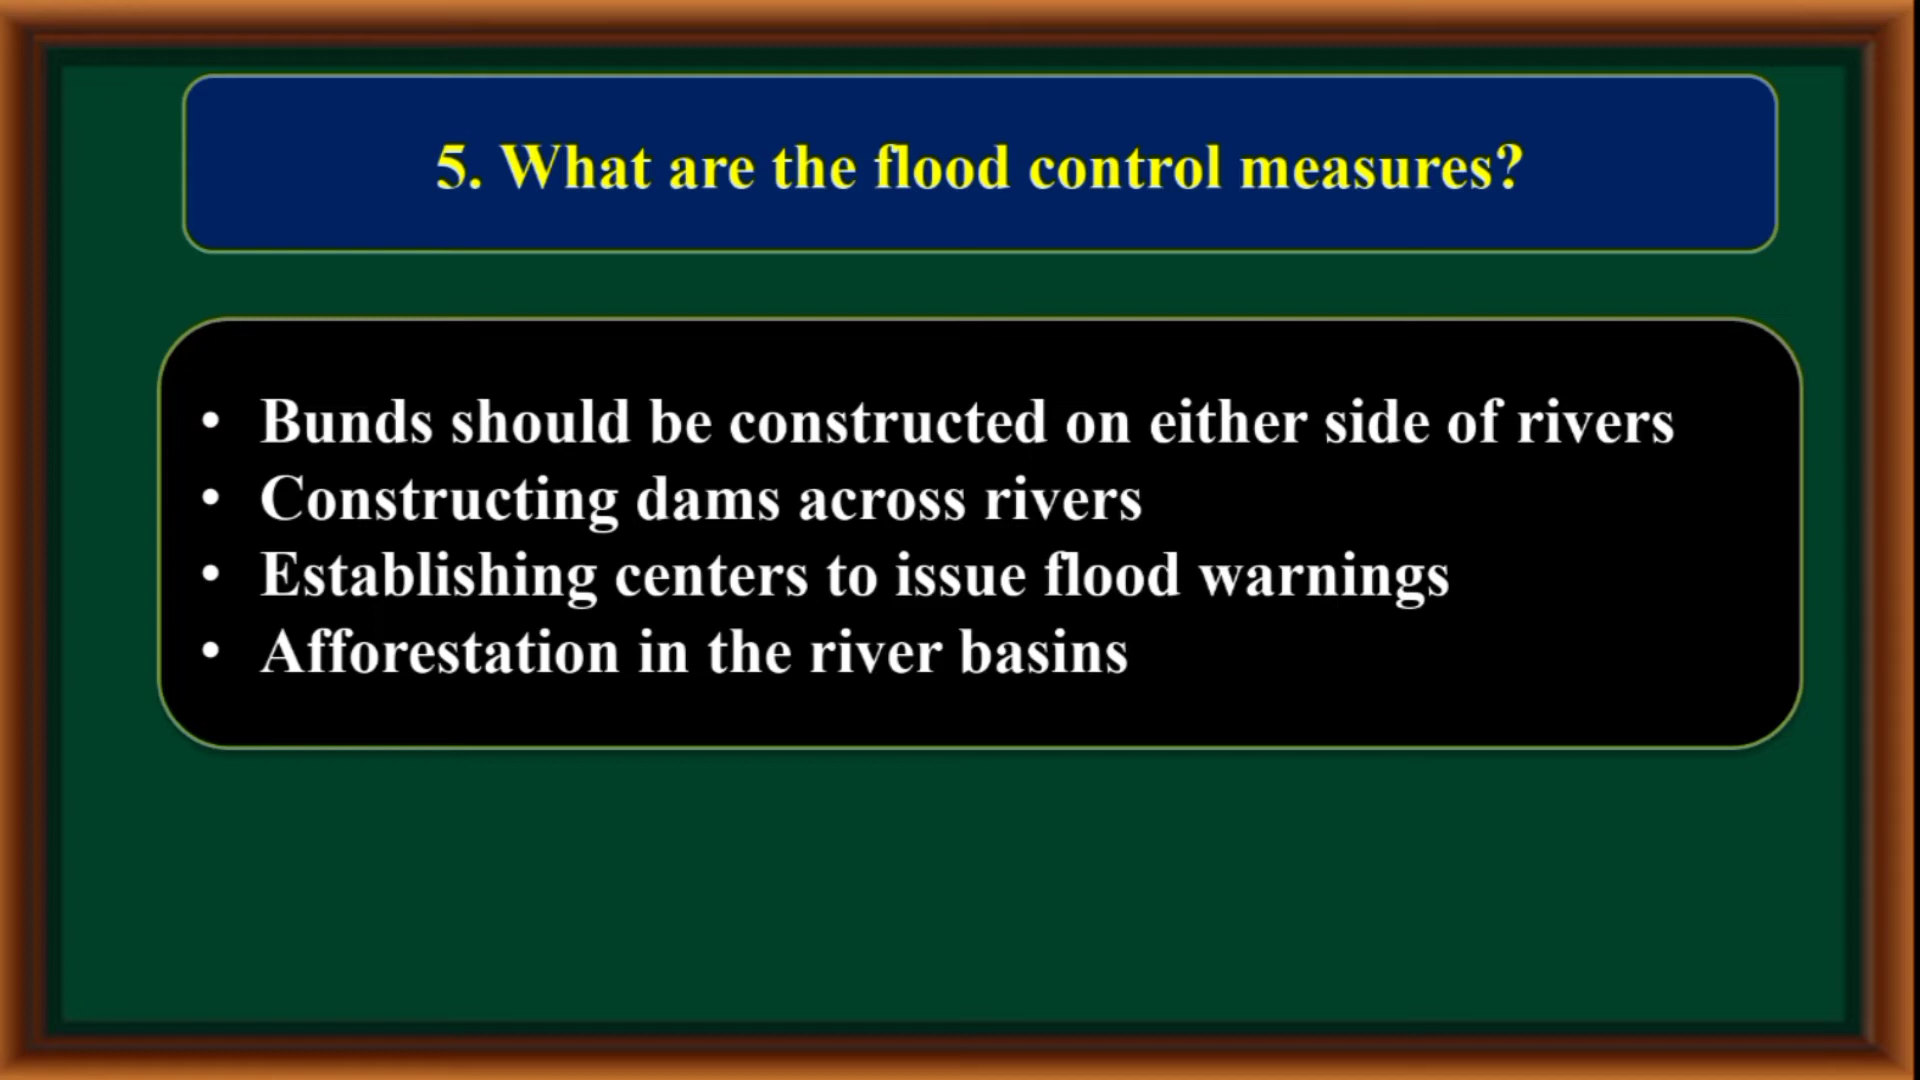 5. What are the flood control measures?
• Bunds should be constructed on either side of rivers
• Constructing dams across rivers
• Establishing centers to issue flood warnings
• Afforestation in the river basins